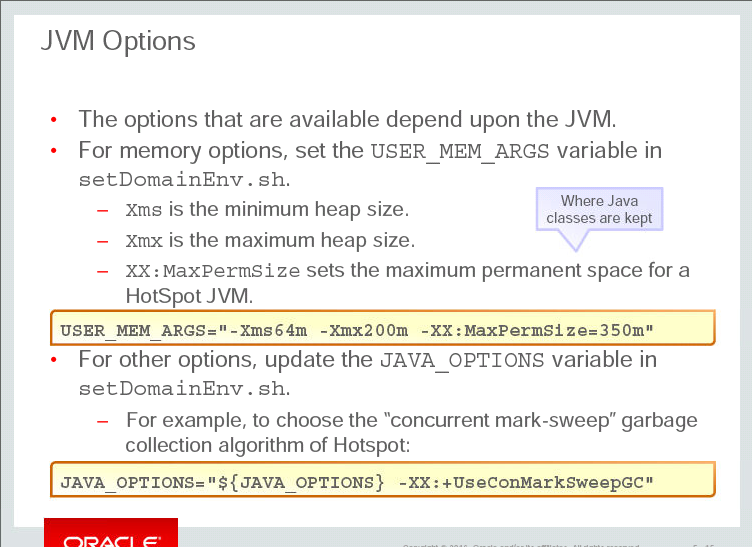 JVM Options
• The options that are available depend upon the JVM.
• For memory options, set the USER_MEM_ARGS variable in
setDomainEnv.sh.
– Xms is the minimum heap size.
Where Java
classes are kept
– Xmx is the maximum heap size.
– XX:MaxPermSize sets the maximum permanent space for a
HotSpot JVM.
USER_MEM_ARGS="-Xms64m -Xmx200m -XX:MaxPermSize=350m"
• For other options, update the JAVA_OPTIONS variable in
setDomainEnv.sh.
– For example, to choose the “concurrent mark-sweep” garbage
collection algorithm of Hotspot:
JAVA_OPTIONS="${JAVA_OPTIONS} -XX:+UseConMarkSweepGC"
ORACLE